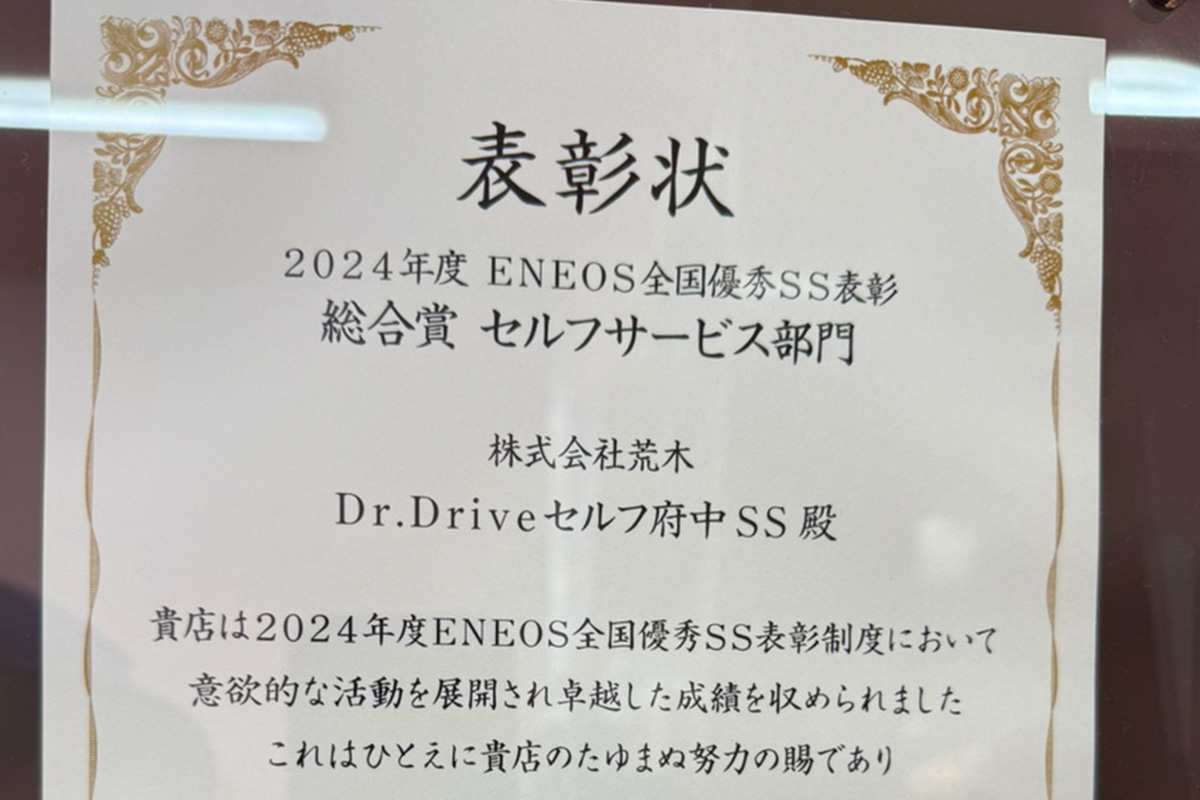 表彰状
2024年度 ENEOS全国優秀SS表彰
総合賞 セルフサービス部門
株式会社荒木
Dr.Driveセルフ府中SS殿
貴店は2024年度ENEOS全国優秀SS表彰制度において
意欲的な活動を展開され卓越した成績を収められました
これはひとえに貴店のたゆまぬ努力の賜であり